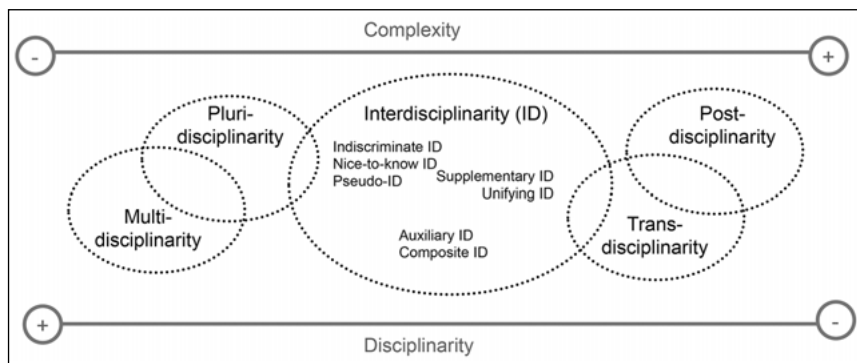 Complexity
-
+
Pluri-
disciplinarity
Multi-
disciplinarity
Interdisciplinarity (ID)
Indiscriminate ID
Nice-to-know ID
Pseudo-ID
Supplementary ID
Unifying ID
Auxiliary ID
Composite ID
Post-
disciplinarity
Trans-
disciplinarity
+
-
Disciplinarity